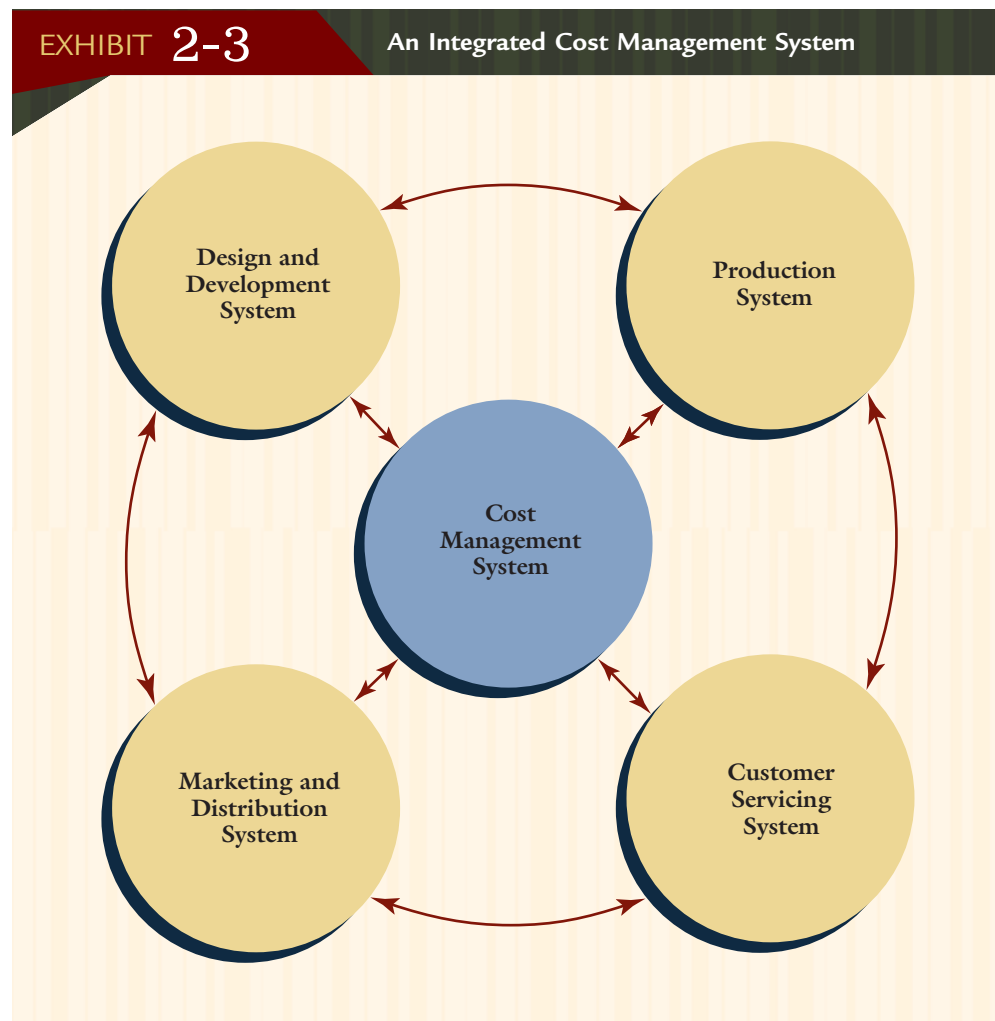 EXHIBIT 2-3
An Integrated Cost Management System
Design and
Development
System
Production
System
Cost
Management
System
Marketing and
Distribution
System
Customer
Servicing
System